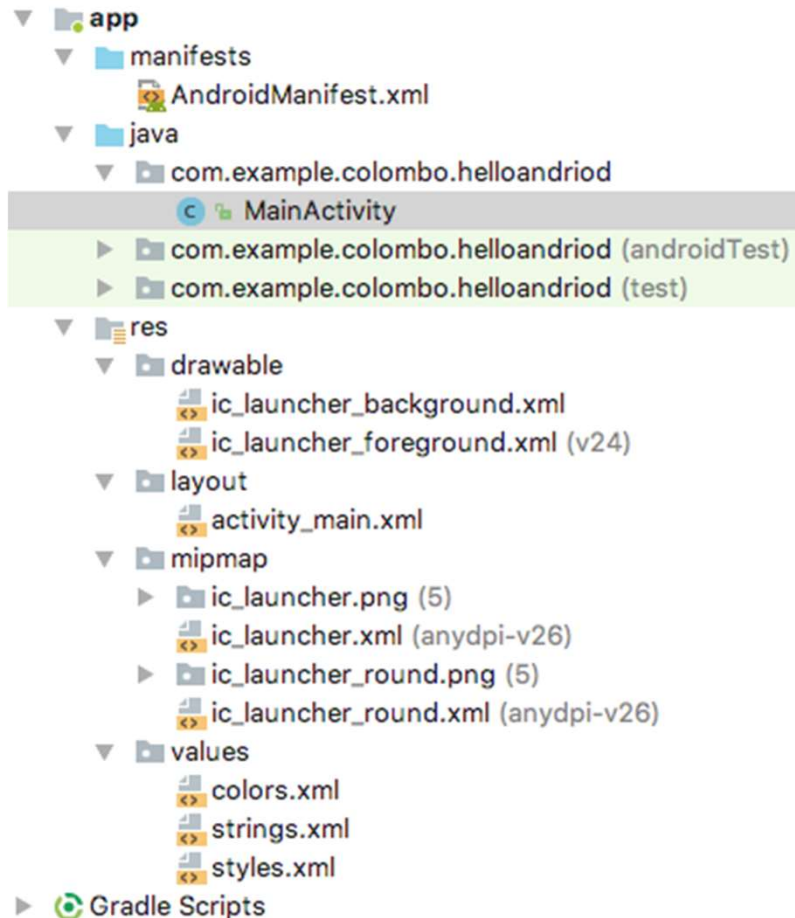 app
manifests
AndroidManifest.xml
java
com.example.colombo.helloandriod
C MainActivity
com.example.colombo.helloandriod (androidTest)
com.example.colombo.helloandriod (test)
res
drawable
ic_launcher_background.xml
ic_launcher_foreground.xml (v24)
layout
activity_main.xml
mipmap
ic_launcher.png (5)
ic_launcher.xml (anydpi-v26)
ic_launcher_round.png (5)
ic_launcher_round.xml (anydpi-v26)
values
colors.xml
strings.xml
styles.xml
Gradle Scripts